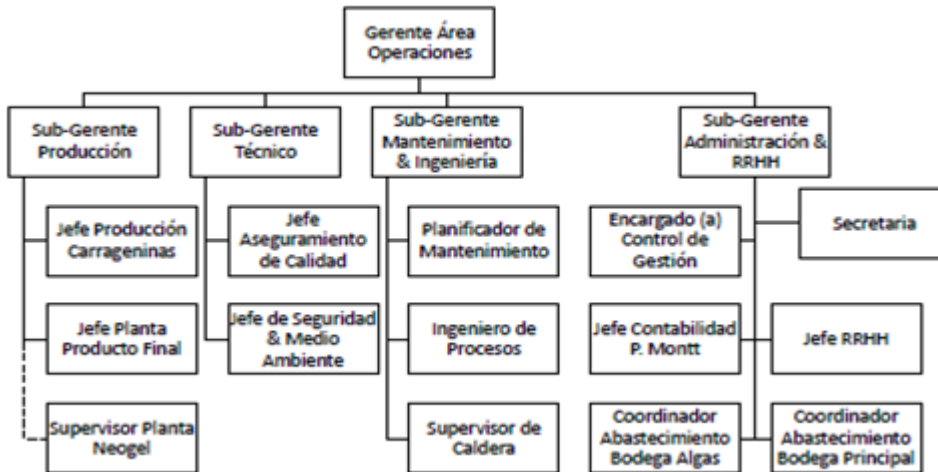 Gerente Área
Operaciones
Sub-Gerente
Producción
Sub-Gerente
Técnico
Sub-Gerente
Mantenimiento
& Ingeniería
Sub-Gerente
Administración &
RRHH
Jefe Producción
Carrageninas
Jefe
Aseguramiento
de Calidad
Planificador de
Mantenimiento
Encargado (a)
Control de
Gestión
Secretaria
Jefe Planta
Producto Final
Jefe de Seguridad
& Medio
Ambiente
Ingeniero de
Procesos
Jefe Contabilidad
P. Montt
Jefe RRHH
Supervisor Planta
Neogel
Supervisor de
Caldera
Coordinador
Abastecimiento
Bodega Algas
Coordinador
Abastecimiento
Bodega Principal